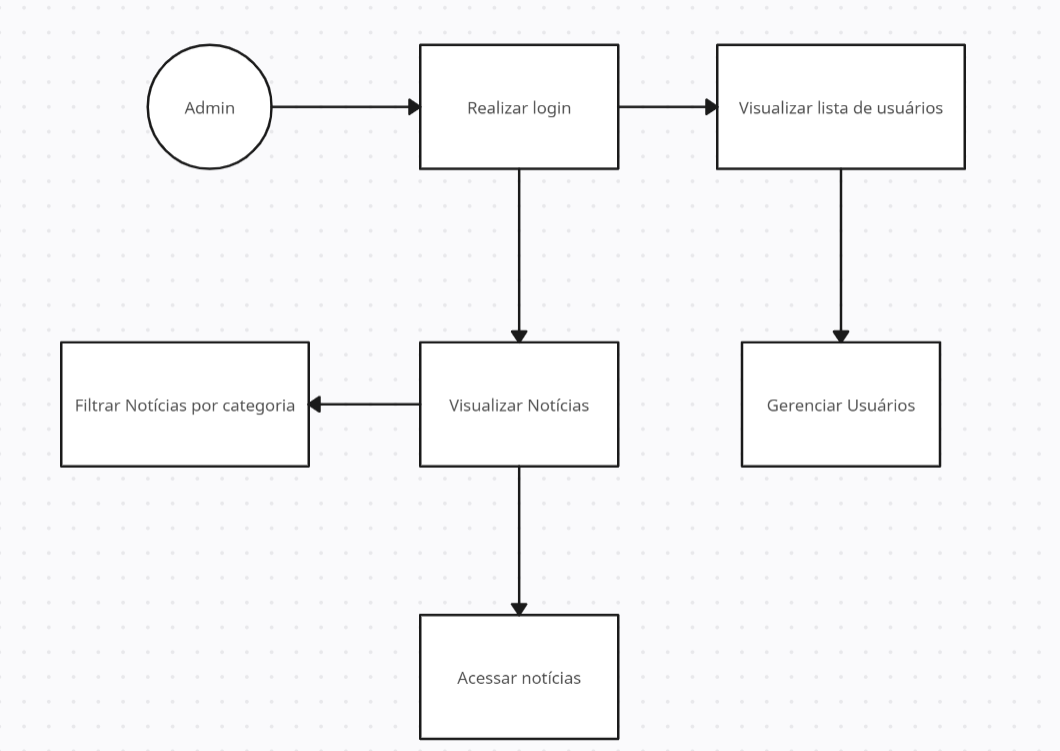 Admin
Realizar login
Visualizar lista de usuários
Filtrar Notícias por categoria
Visualizar Notícias
Gerenciar Usuários
Acessar notícias